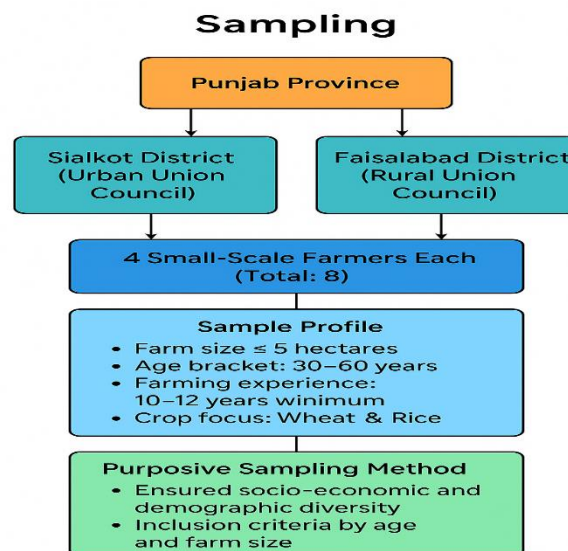 Sampling
Punjab Province
Sialkot District
(Urban Union
Council)
Faisalabad District
(Rural Union
Council)
4 Small-Scale Farmers Each
(Total: 8)
Sample Profile
• Farm size ≤ 5 hectares
• Age bracket: 30–60 years
• Farming experience:
10–12 years winimum
• Crop focus: Wheat & Rice
Purposive Sampling Method
• Ensured socio-economic and
demographic diversity
• Inclusion criteria by age
and farm size